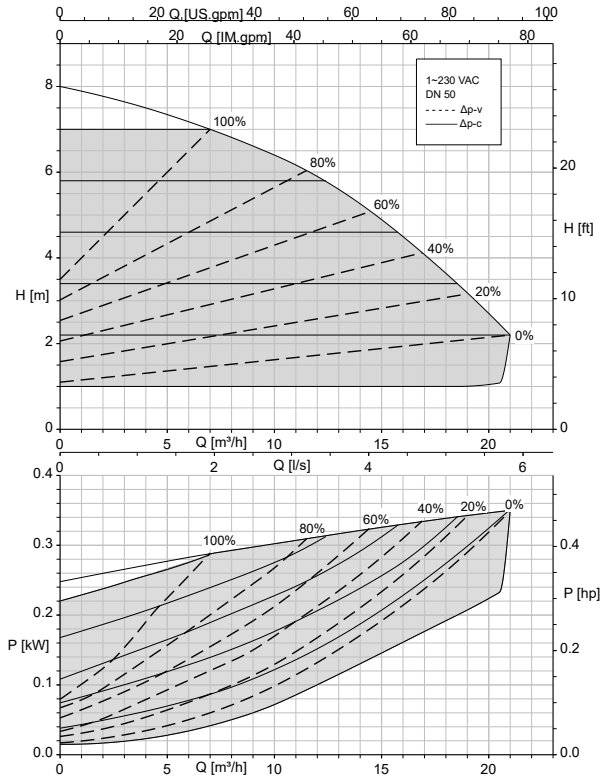 0 20 Q [US.gpm] 40 60 80 100
0 20 Q [IM.gpm] 40 60 80
8
1~230 VAC
DN 50
Δp-v
Δp-c
100%
6
80%
20
60%
H [ft]
4
40%
H [m]
20%
10
2
0%
0
0
0 5 Q [m³/h] 10 15 20
0 2 Q [l/s] 4 6
0.4
100% 80% 60% 40% 20% 0%
0.3
0.4
0.2
P [kW]
P [hp]
0.2
0.1
0.0
0.0
0 5 Q [m³/h] 10 15 20